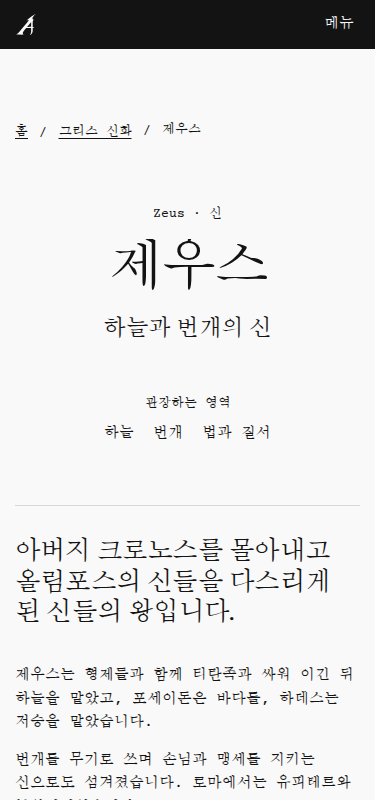 메뉴
홈 / 그리스 신화 / 제우스
Zeus · 신
제우스
하늘과 번개의 신
관장하는 영역
하늘 번개 법과 질서
아버지 크로노스를 몰아내고
올림포스의 신들을 다스리게
된 신들의 왕입니다.
제우스는 형제들과 함께 티탄족과 싸워 이긴 뒤
하늘을 맡았고, 포세이돈은 바다를, 하데스는
저승을 맡았습니다.
번개를 무기로 쓰며 손님과 맹세를 지키는
신으로도 섬겨졌습니다. 로마에서는 유피테르와